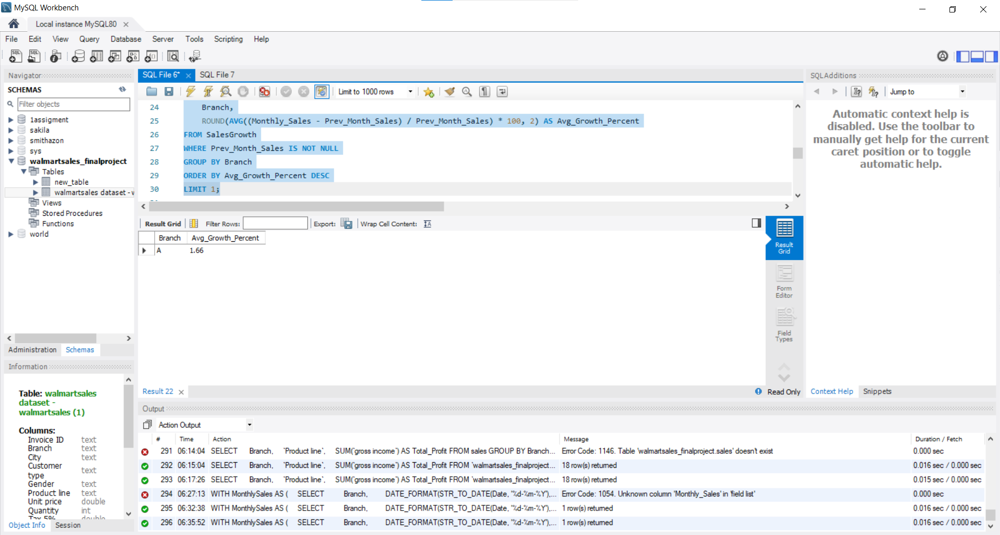 MySQL Workbench
Local instance MySQL80
File Edit View Query Database Server Tools Scripting Help
Navigator
SCHEMAS
Filter objects
1assigment
sakila
smithazon
sys
walmartsales_finalproject
Tables
new_table
walmartsales dataset - w
Views
Stored Procedures
Functions
world
Administration Schemas
Information
Table: walmartsales
dataset -
walmartsales (1)
Columns:
Invoice ID text
Branch text
City text
Customer
type text
Gender text
Product line text
Unit price double
Quantity int
Tax 5% double
Object Info Session
SQL File 6* SQL File 7
Limit to 1000 rows
24 Branch,
25 ROUND(AVG((Monthly_Sales - Prev_Month_Sales) / Prev_Month_Sales) * 100, 2) AS Avg_Growth_Percent
26 FROM SalesGrowth
27 WHERE Prev_Month_Sales IS NOT NULL
28 GROUP BY Branch
29 ORDER BY Avg_Growth_Percent DESC
30 LIMIT 1;
Result Grid Filter Rows: Export: Wrap Cell Content:
Branch Avg_Growth_Percent
A 1.66
Result
Grid
Form
Editor
Field
Types
Result 22
Read Only
SQLAdditions
Jump to
Automatic context help is
disabled. Use the toolbar to
manually get help for the current
caret position or to toggle
automatic help.
Context Help Snippets
Output
Action Output
# Time Action Message Duration / Fetch
291 06:14:04 SELECT Branch, `Product line`, SUM(`gross income`) AS Total_Profit FROM sales GROUP BY Branch... Error Code: 1146. Table 'walmartsales_finalproject.sales' doesn't exist 0.000 sec
292 06:15:04 SELECT Branch, `Product line`, SUM(`gross income`) AS Total_Profit FROM `walmartsales_finalproject... 18 row(s) returned 0.016 sec / 0.000 sec
293 06:17:26 SELECT Branch, `Product line`, SUM(`gross income`) AS Total_Profit FROM `walmartsales_finalproject... 18 row(s) returned 0.015 sec / 0.000 sec
294 06:27:13 WITH MonthlySales AS ( SELECT Branch, DATE_FORMAT(STR_TO_DATE(Date, '%d-%m-%Y'),... Error Code: 1054. Unknown column 'Monthly_Sales' in 'field list' 0.000 sec
295 06:32:38 WITH MonthlySales AS ( SELECT Branch, DATE_FORMAT(STR_TO_DATE(Date, '%d-%m-%Y'),... 1 row(s) returned 0.016 sec / 0.000 sec
296 06:35:52 WITH MonthlySales AS ( SELECT Branch, DATE_FORMAT(STR_TO_DATE(Date, '%d-%m-%Y'),... 1 row(s) returned 0.016 sec / 0.000 sec